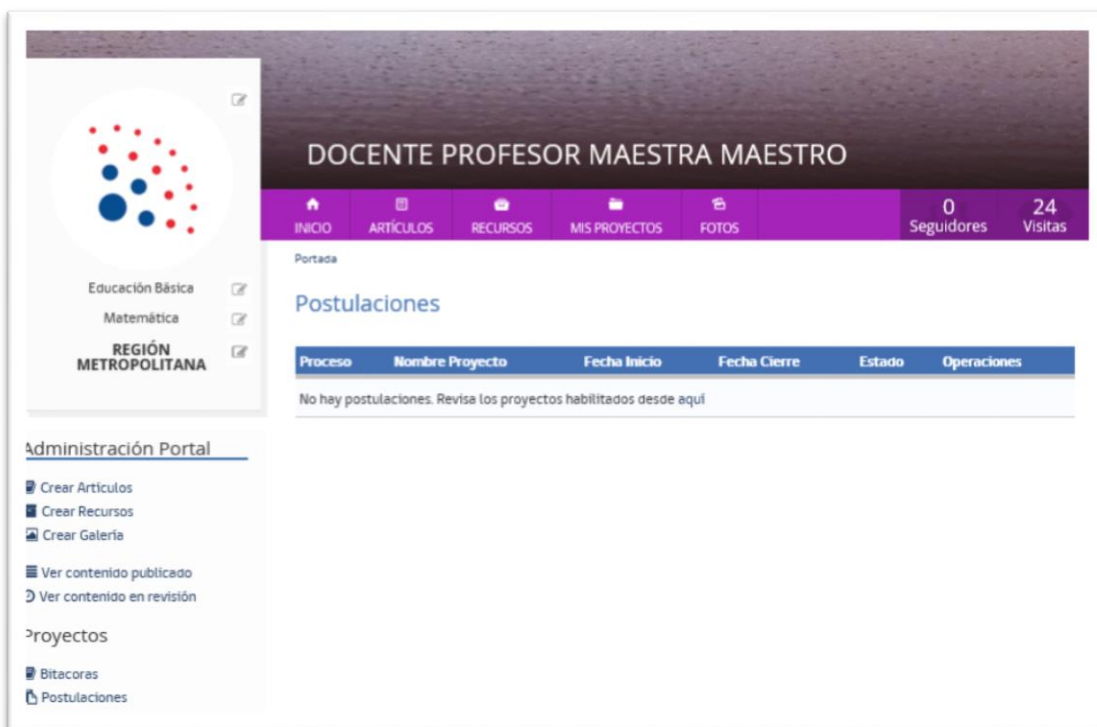 DOCENTE PROFESOR MAESTRA MAESTRO
INICIO ARTÍCULOS RECURSOS MIS PROYECTOS FOTOS
0 Seguidores
24 Visitas
Educación Básica
Matemática
REGIÓN
METROPOLITANA
Portada
Postulaciones
Proceso Nombre Proyecto Fecha Inicio Fecha Cierre Estado Operaciones
No hay postulaciones. Revisa los proyectos habilitados desde aquí
Administración Portal
Crear Artículos
Crear Recursos
Crear Galería
Ver contenido publicado
Ver contenido en revisión
Proyectos
Bitacoras
Postulaciones